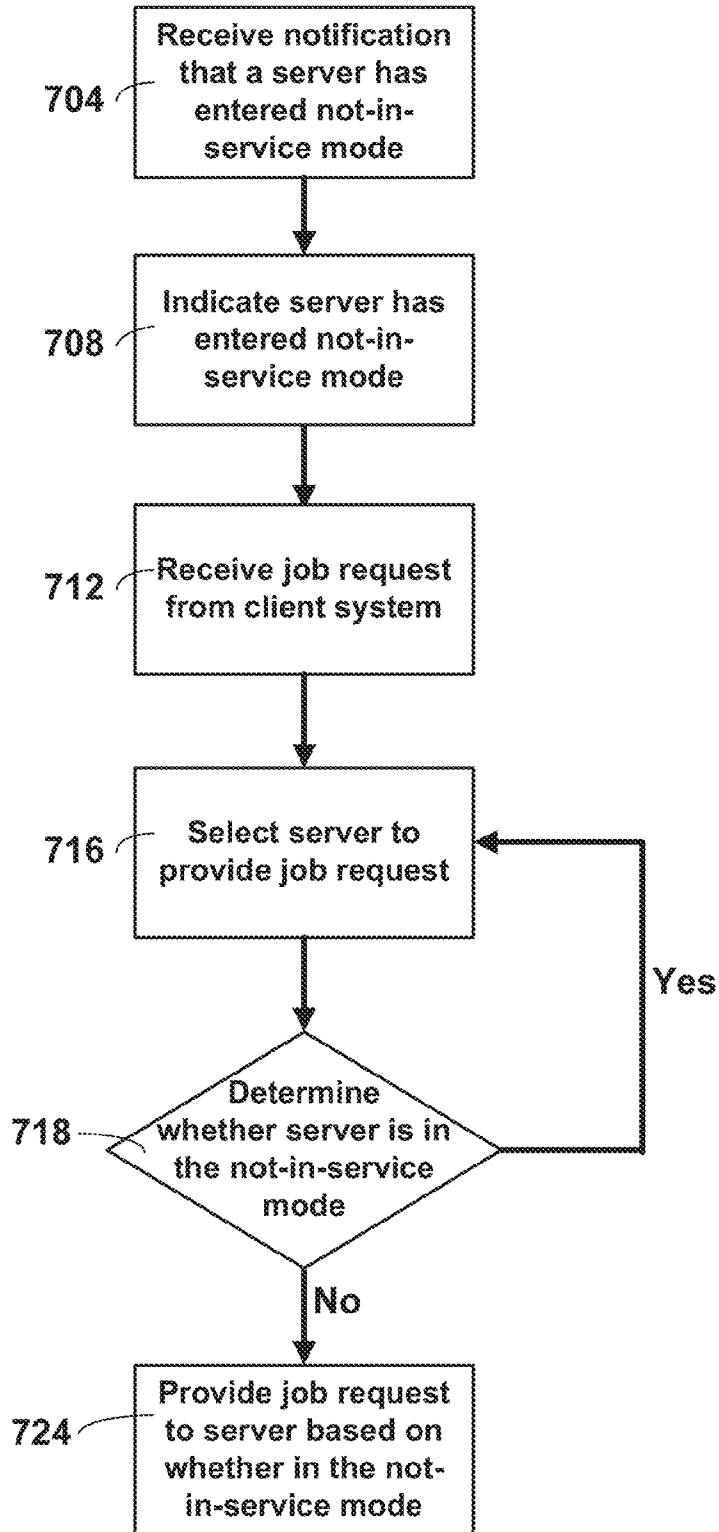 Receive notification
that a server has
704
entered not-in-
service mode
Indicate server has
708
entered not-in-
service mode
712
Receive job request
from client system
716
Select server to
provide job request
Yes
Determine
718
whether server is in
the not-in-service
mode
No
Provide job request
724
to server based on
whether in the not-
in-service mode